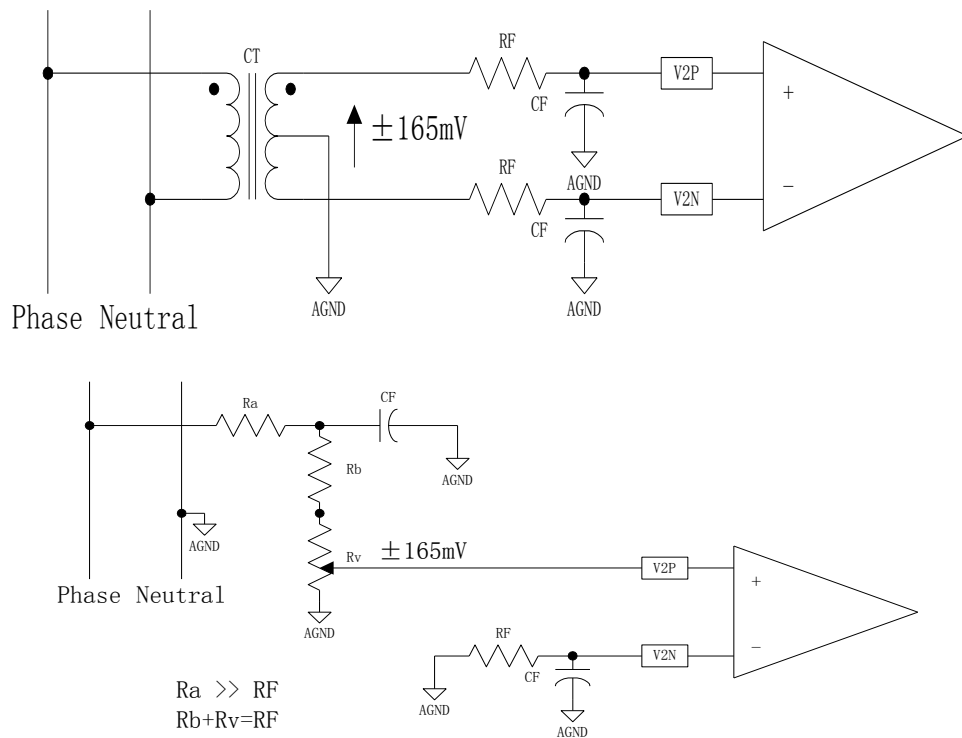 CT
RF
CF
V2P
+
±165mV
AGND
RF
CF
V2N
−
AGND
AGND
Phase Neutral
Ra
CF
Rb
AGND
AGND
Rv
±165mV
V2P
+
Phase Neutral
AGND
RF
CF
V2N
−
AGND
AGND
Ra >> RF
Rb+Rv=RF